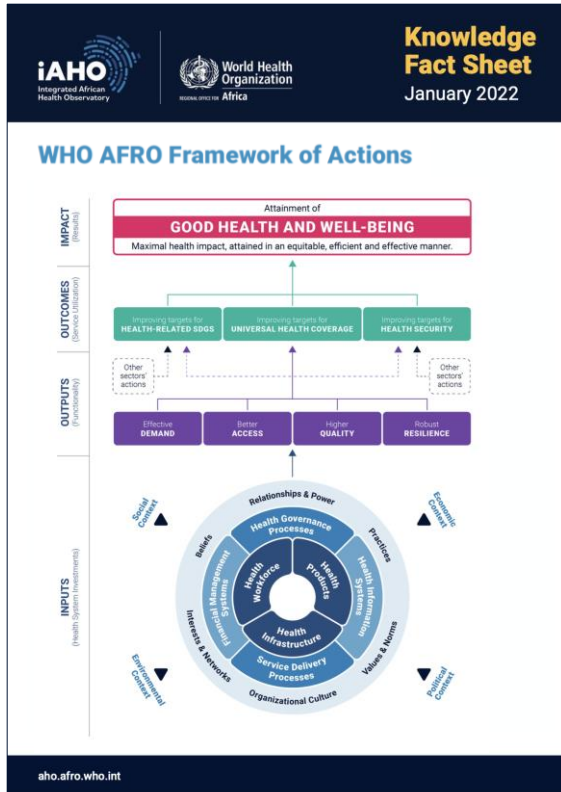 iAHO
Integrated African
Health Observatory
World Health
Organization
REGIONAL OFFICE FOR Africa
Knowledge
Fact Sheet
January 2022
WHO AFRO Framework of Actions
IMPACT
(Results)
Attainment of
GOOD HEALTH AND WELL-BEING
Maximal health impact, attained in an equitable, efficient and effective manner.
OUTCOMES
(Service Utilization)
Improving targets for
HEALTH-RELATED SDGS
Improving targets for
UNIVERSAL HEALTH COVERAGE
Improving targets for
HEALTH SECURITY
OUTPUTS
(Functionality)
Other
sectors'
actions
Other
sectors'
actions
Effective
DEMAND
Better
ACCESS
Higher
QUALITY
Robust
RESILIENCE
INPUTS
(Health System Investments)
Social
Context
Economic
Context
Environmental
Context
Political
Context
Relationships & Power
Beliefs
Practices
Interests & Networks
Values & Norms
Organizational Culture
Health Governance
Processes
Financial Management
Systems
Health Information
Systems
Service Delivery
Processes
Health
Workforce
Health
Products
Health
Infrastructure
aho.afro.who.int